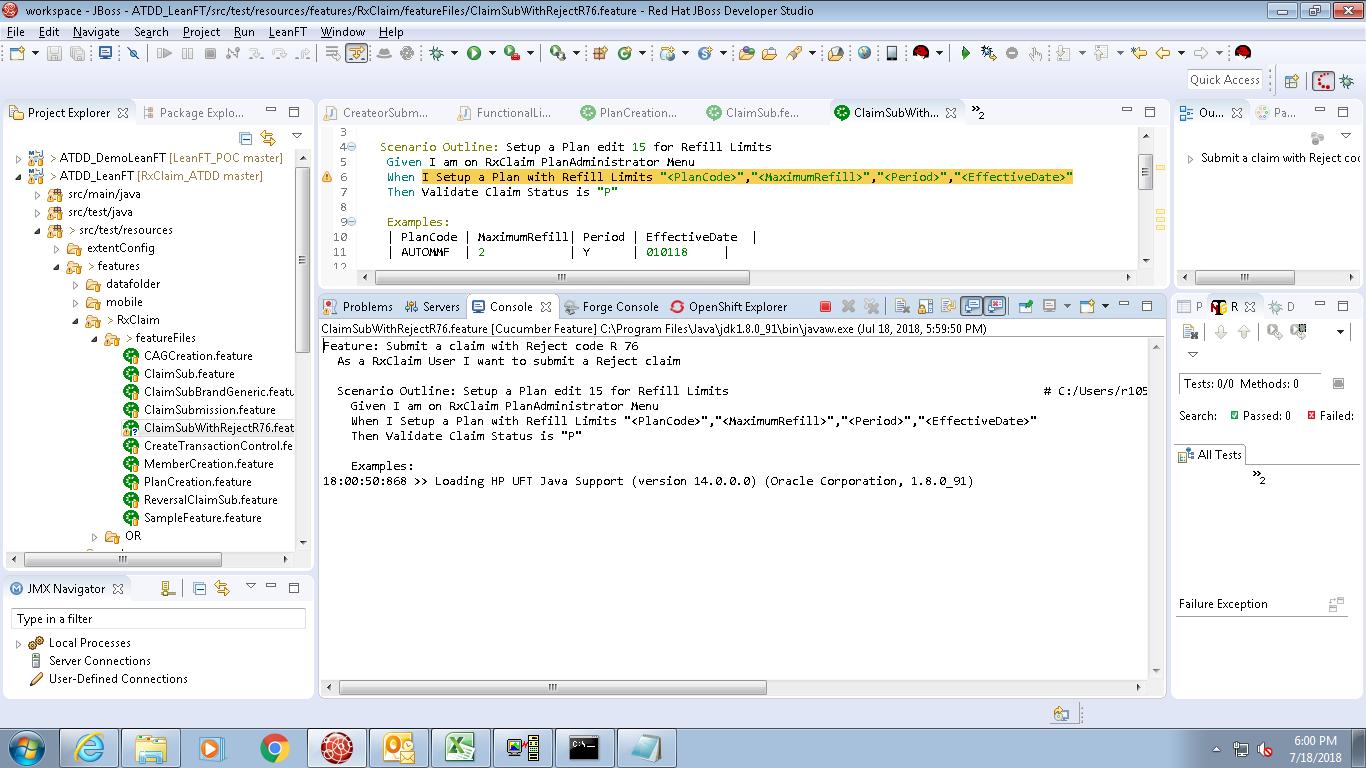 workspace - JBoss - ATDD_LeanFT/src/test/resources/features/RxClaim/featureFiles/ClaimSubWithRejectR76.feature - Red Hat JBoss Developer Studio
File Edit Navigate Search Project Run LeanFT Window Help
Quick Access
Project Explorer
Package Explo...
> ATDD_DemoLeanFT [LeanFT_POC master]
> ATDD_LeanFT [RxClaim_ATDD master]
src/main/java
src/test/java
> src/test/resources
extentConfig
> features
datafolder
mobile
> RxClaim
> featureFiles
CAGCreation.feature
ClaimSub.feature
ClaimSubBrandGeneric.featu
ClaimSubmission.feature
ClaimSubWithRejectR76.feat
CreateTransactionControl.fe
MemberCreation.feature
PlanCreation.feature
ReversalClaimSub.feature
SampleFeature.feature
OR
JMX Navigator
Type in a filter
Local Processes
Server Connections
User-Defined Connections
CreateorSubm...
FunctionalLi...
PlanCreation...
ClaimSub.fe...
ClaimSubWith...
»2
3
4 Scenario Outline: Setup a Plan edit 15 for Refill Limits
5 Given I am on RxClaim PlanAdministrator Menu
6 When I Setup a Plan with Refill Limits "<PlanCode>","<MaximumRefill>","<Period>","<EffectiveDate>"
7 Then Validate Claim Status is "P"
8
9 Examples:
10 | PlanCode | MaximumRefill| Period | EffectiveDate |
11 | AUTOMMF | 2 | Y | 010118 |
12
Problems Servers Console Forge Console OpenShift Explorer
ClaimSubWithRejectR76.feature [Cucumber Feature] C:\Program Files\Java\jdk1.8.0_91\bin\javaw.exe (Jul 18, 2018, 5:59:50 PM)
Feature: Submit a claim with Reject code R 76
As a RxClaim User I want to submit a Reject claim
Scenario Outline: Setup a Plan edit 15 for Refill Limits # C:/Users/r105
Given I am on RxClaim PlanAdministrator Menu
When I Setup a Plan with Refill Limits "<PlanCode>","<MaximumRefill>","<Period>","<EffectiveDate>"
Then Validate Claim Status is "P"
Examples:
18:00:50:868 >> Loading HP UFT Java Support (version 14.0.0.0) (Oracle Corporation, 1.8.0_91)
Ou...
Pa...
Submit a claim with Reject co
P
R
D
Tests: 0/0 Methods: 0
Search: Passed: 0 Failed:
All Tests
»2
Failure Exception
6:00 PM
7/18/2018